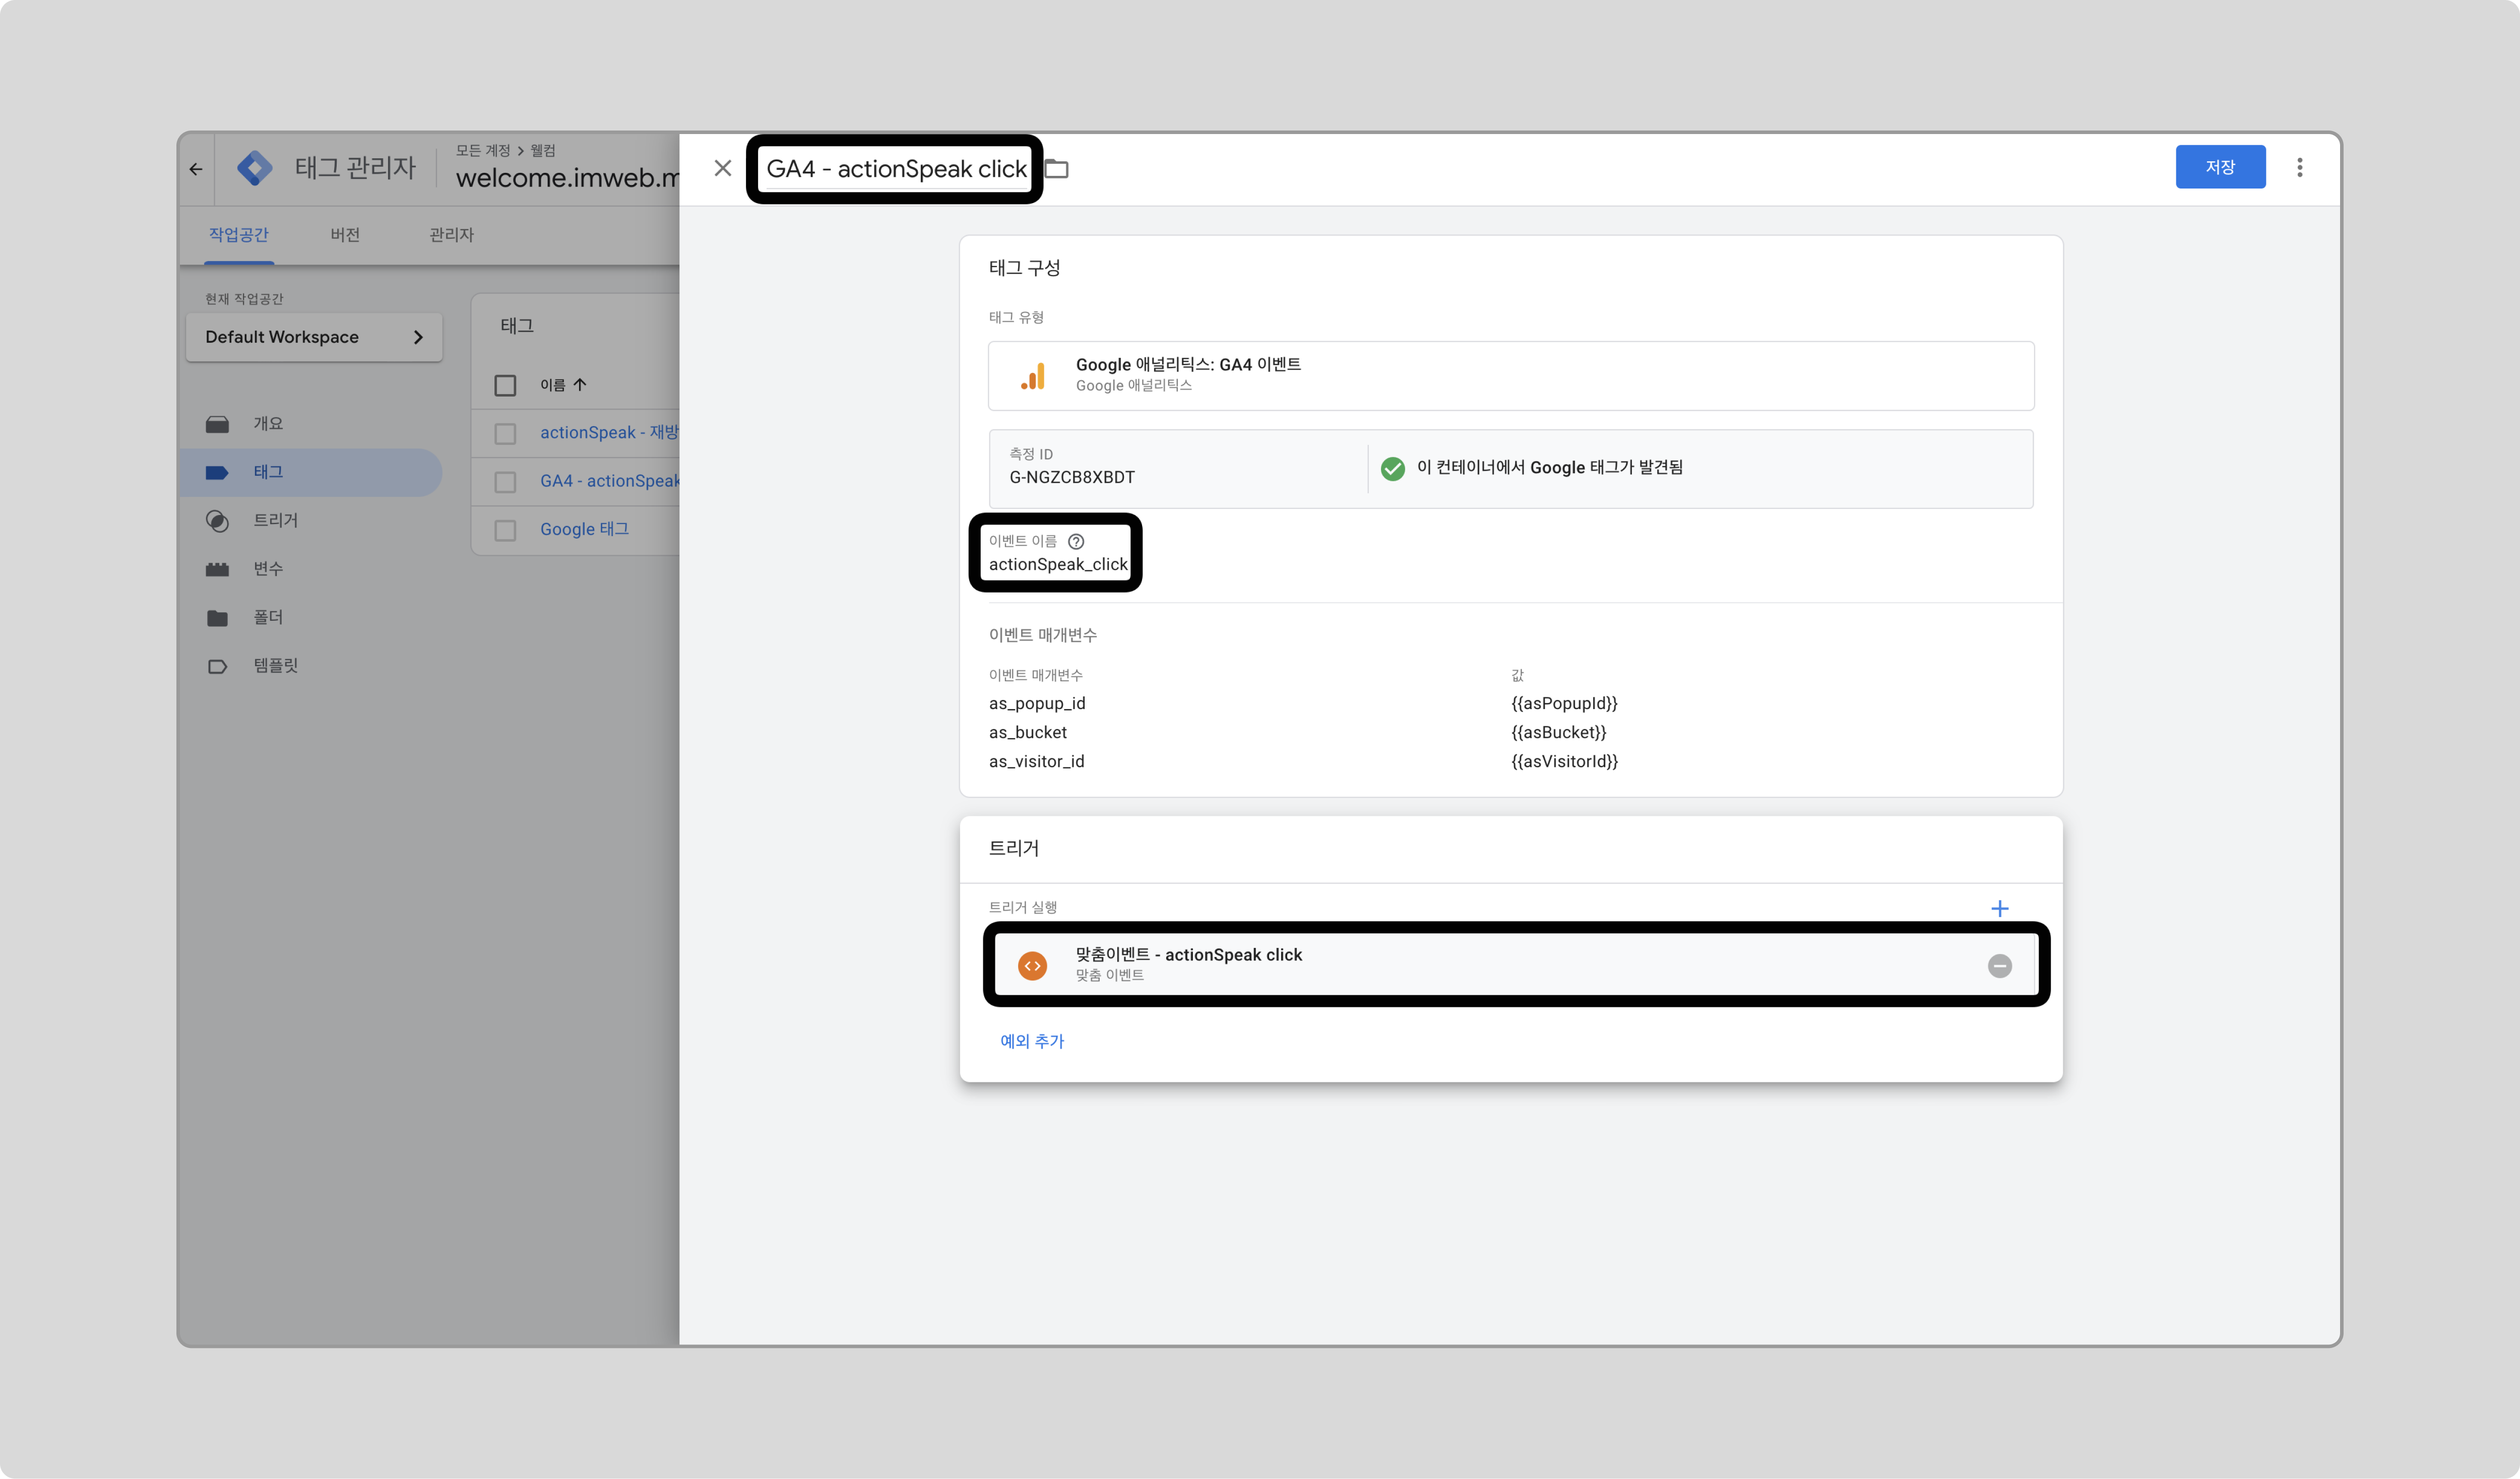 태그 관리자
모든 계정 > 웰컴
welcome.imweb.m
작업공간
버전
관리자
현재 작업공간
Default Workspace
개요
태그
트리거
변수
폴더
템플릿
태그
이름
actionSpeak - 재방
GA4 - actionSpeak
Google 태그
GA4 - actionSpeak click
저장
태그 구성
태그 유형
Google 애널리틱스: GA4 이벤트
Google 애널리틱스
측정 ID
G-NGZCB8XBDT
이 컨테이너에서 Google 태그가 발견됨
이벤트 이름
actionSpeak_click
이벤트 매개변수
이벤트 매개변수 값
as_popup_id {{asPopupId}}
as_bucket {{asBucket}}
as_visitor_id {{asVisitorId}}
트리거
트리거 실행
맞춤이벤트 - actionSpeak click
맞춤 이벤트
예외 추가